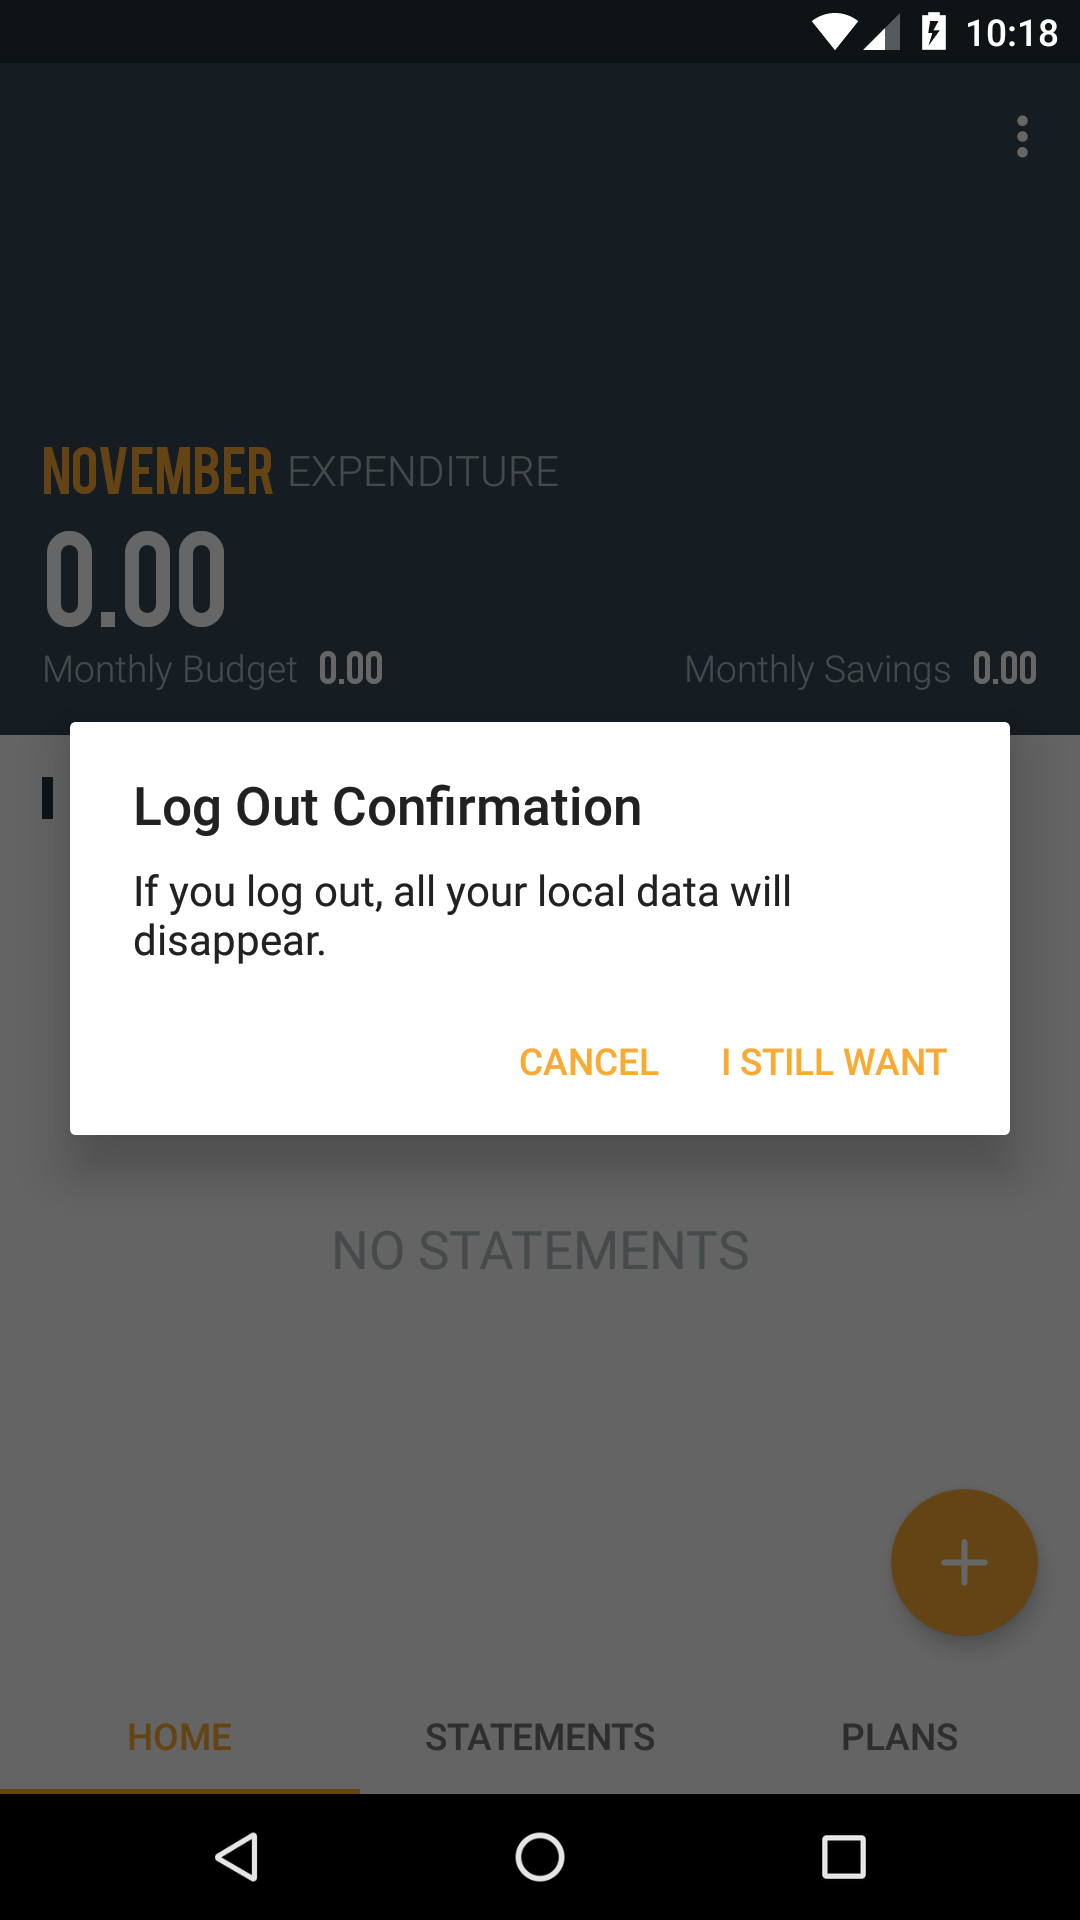 10:18
NOVEMBER EXPENDITURE
0.00
Monthly Budget 0.00 Monthly Savings 0.00
Log Out Confirmation
If you log out, all your local data will
disappear.
CANCEL I STILL WANT
NO STATEMENTS
HOME STATEMENTS PLANS